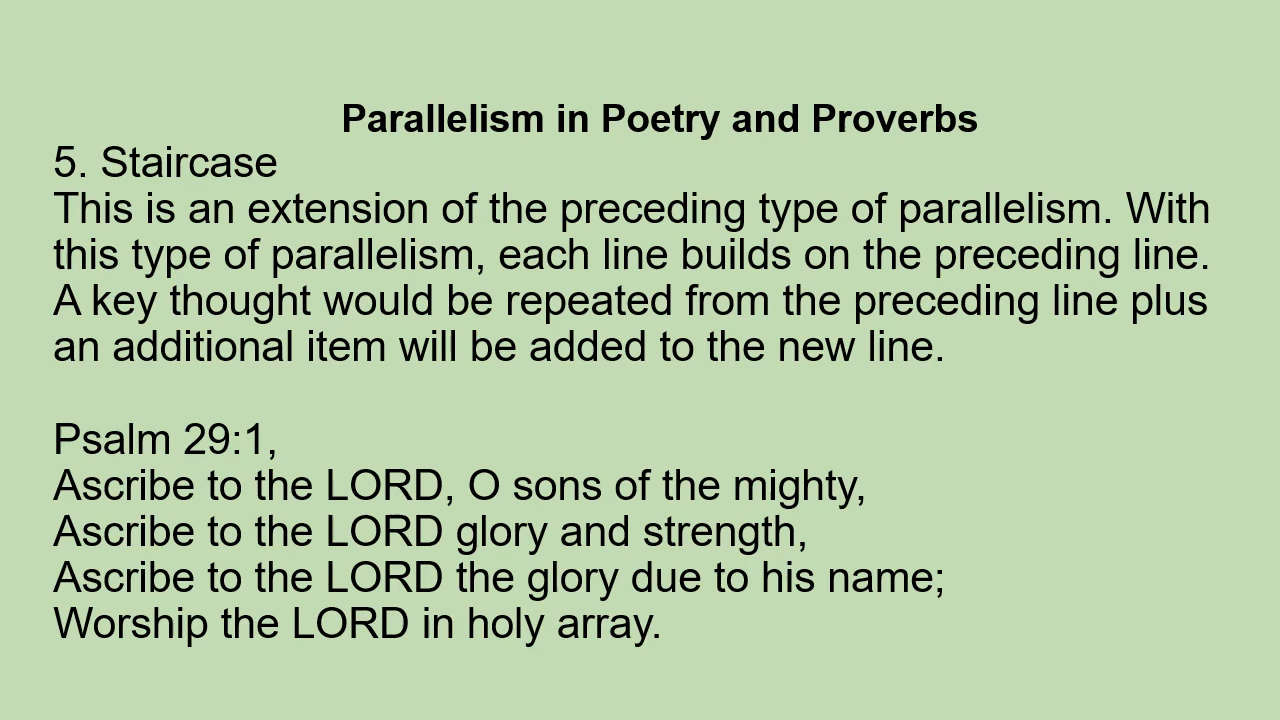 Parallelism in Poetry and Proverbs
5. Staircase
This is an extension of the preceding type of parallelism. With
this type of parallelism, each line builds on the preceding line.
A key thought would be repeated from the preceding line plus
an additional item will be added to the new line.
Psalm 29:1,
Ascribe to the LORD, O sons of the mighty,
Ascribe to the LORD glory and strength,
Ascribe to the LORD the glory due to his name;
Worship the LORD in holy array.